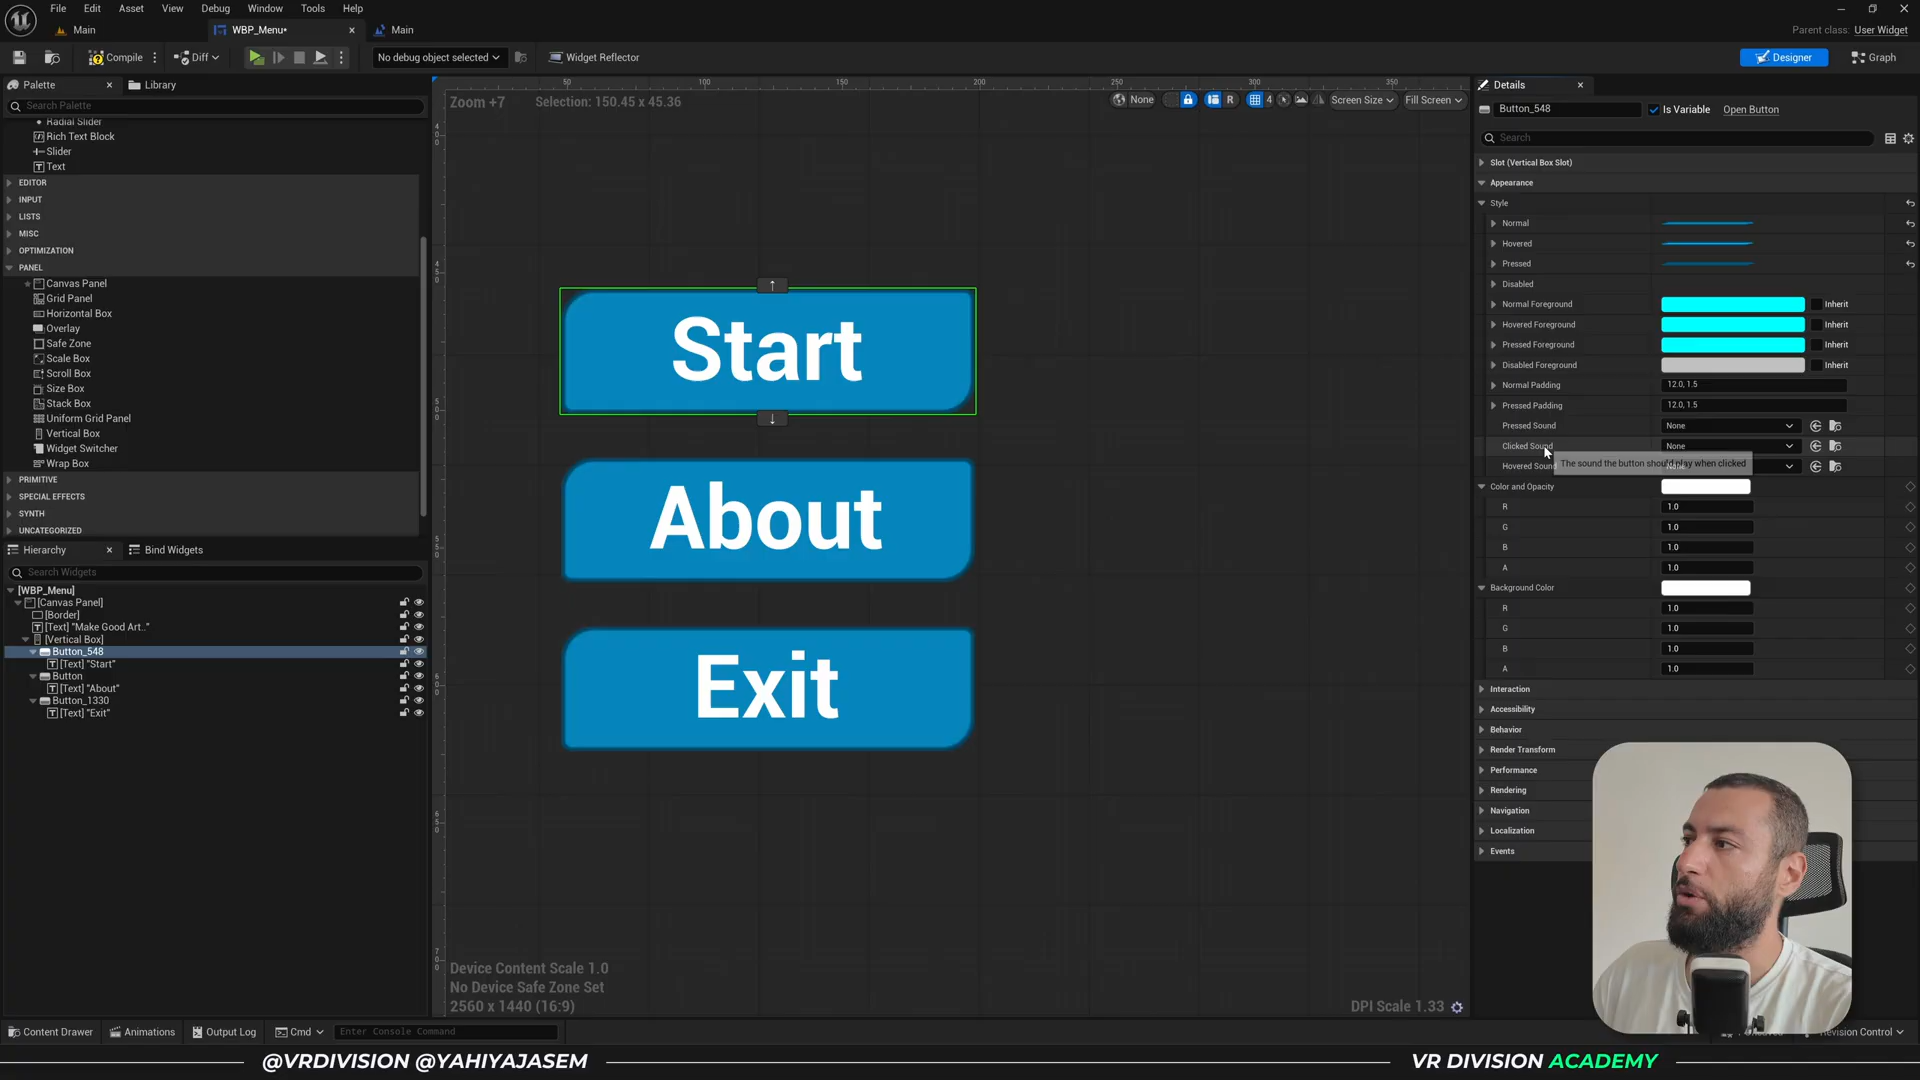 File Edit Asset View Debug Window Tools Help
Main WBP_Menu• Main
Parent class: User Widget
Compile Diff No debug object selected Widget Reflector Designer Graph
Palette Library
Search Palette
Radial Slider
Rich Text Block
Slider
Text
EDITOR
INPUT
LISTS
MISC
OPTIMIZATION
PANEL
Canvas Panel
Grid Panel
Horizontal Box
Overlay
Safe Zone
Scale Box
Scroll Box
Size Box
Stack Box
Uniform Grid Panel
Vertical Box
Widget Switcher
Wrap Box
PRIMITIVE
SPECIAL EFFECTS
SYNTH
UNCATEGORIZED
Hierarchy Bind Widgets
Search Widgets
[WBP_Menu]
[Canvas Panel]
[Border]
[Text] "Make Good Art.."
[Vertical Box]
Button_548
[Text] "Start"
Button
[Text] "About"
Button_1330
[Text] "Exit"
50 100 150 200 250 300 350
Zoom +7 Selection: 150.45 x 45.36 None R 4 Screen Size Fill Screen
Start
About
Exit
Device Content Scale 1.0
No Device Safe Zone Set
2560 x 1440 (16:9)
DPI Scale 1.33
Details
Button_548 Is Variable Open Button
Search
Slot (Vertical Box Slot)
Appearance
Style
Normal
Hovered
Pressed
Disabled
Normal Foreground Inherit
Hovered Foreground Inherit
Pressed Foreground Inherit
Disabled Foreground Inherit
Normal Padding 12.0, 1.5
Pressed Padding 12.0, 1.5
Pressed Sound None
Clicked Sound None
Hovered Sound
The sound the button should play when clicked
Color and Opacity
R 1.0
G 1.0
B 1.0
A 1.0
Background Color
R 1.0
G 1.0
B 1.0
A 1.0
Interaction
Accessibility
Behavior
Render Transform
Performance
Rendering
Navigation
Localization
Events
Content Drawer Animations Output Log Cmd Enter Console Command
Revision Control
@VRDIVISION @YAHIYAJASEM
VR DIVISION ACADEMY